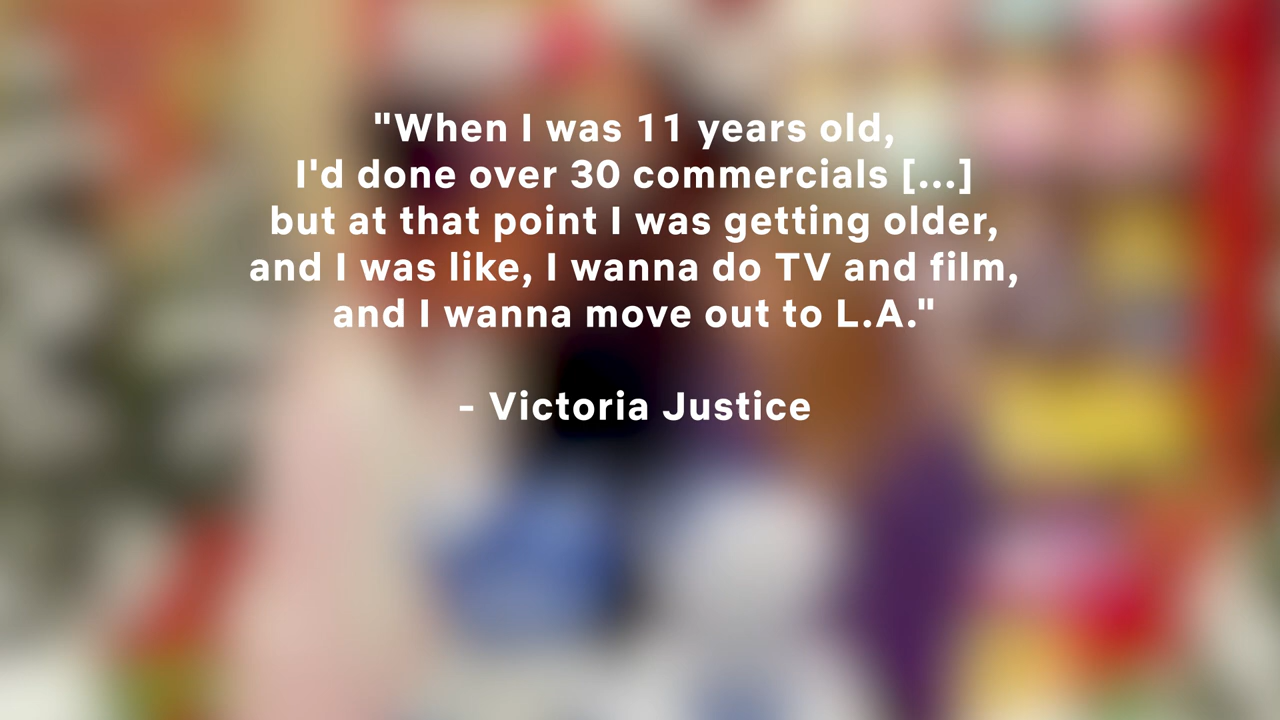 "When I was 11 years old,
I'd done over 30 commercials [...]
but at that point I was getting older,
and I was like, I wanna do TV and film,
and I wanna move out to L.A."
- Victoria Justice